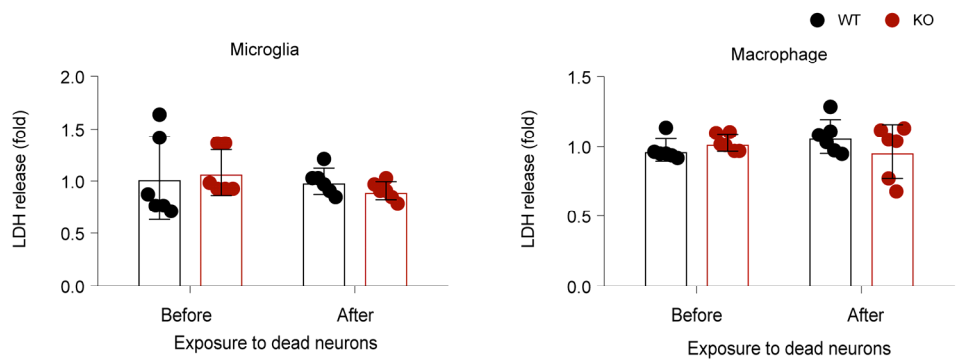 WT KO
Microglia
LDH release (fold)
2.0
1.5
1.0
0.5
0.0
Before After
Exposure to dead neurons
Macrophage
LDH release (fold)
1.5
1.0
0.5
0.0
Before After
Exposure to dead neurons